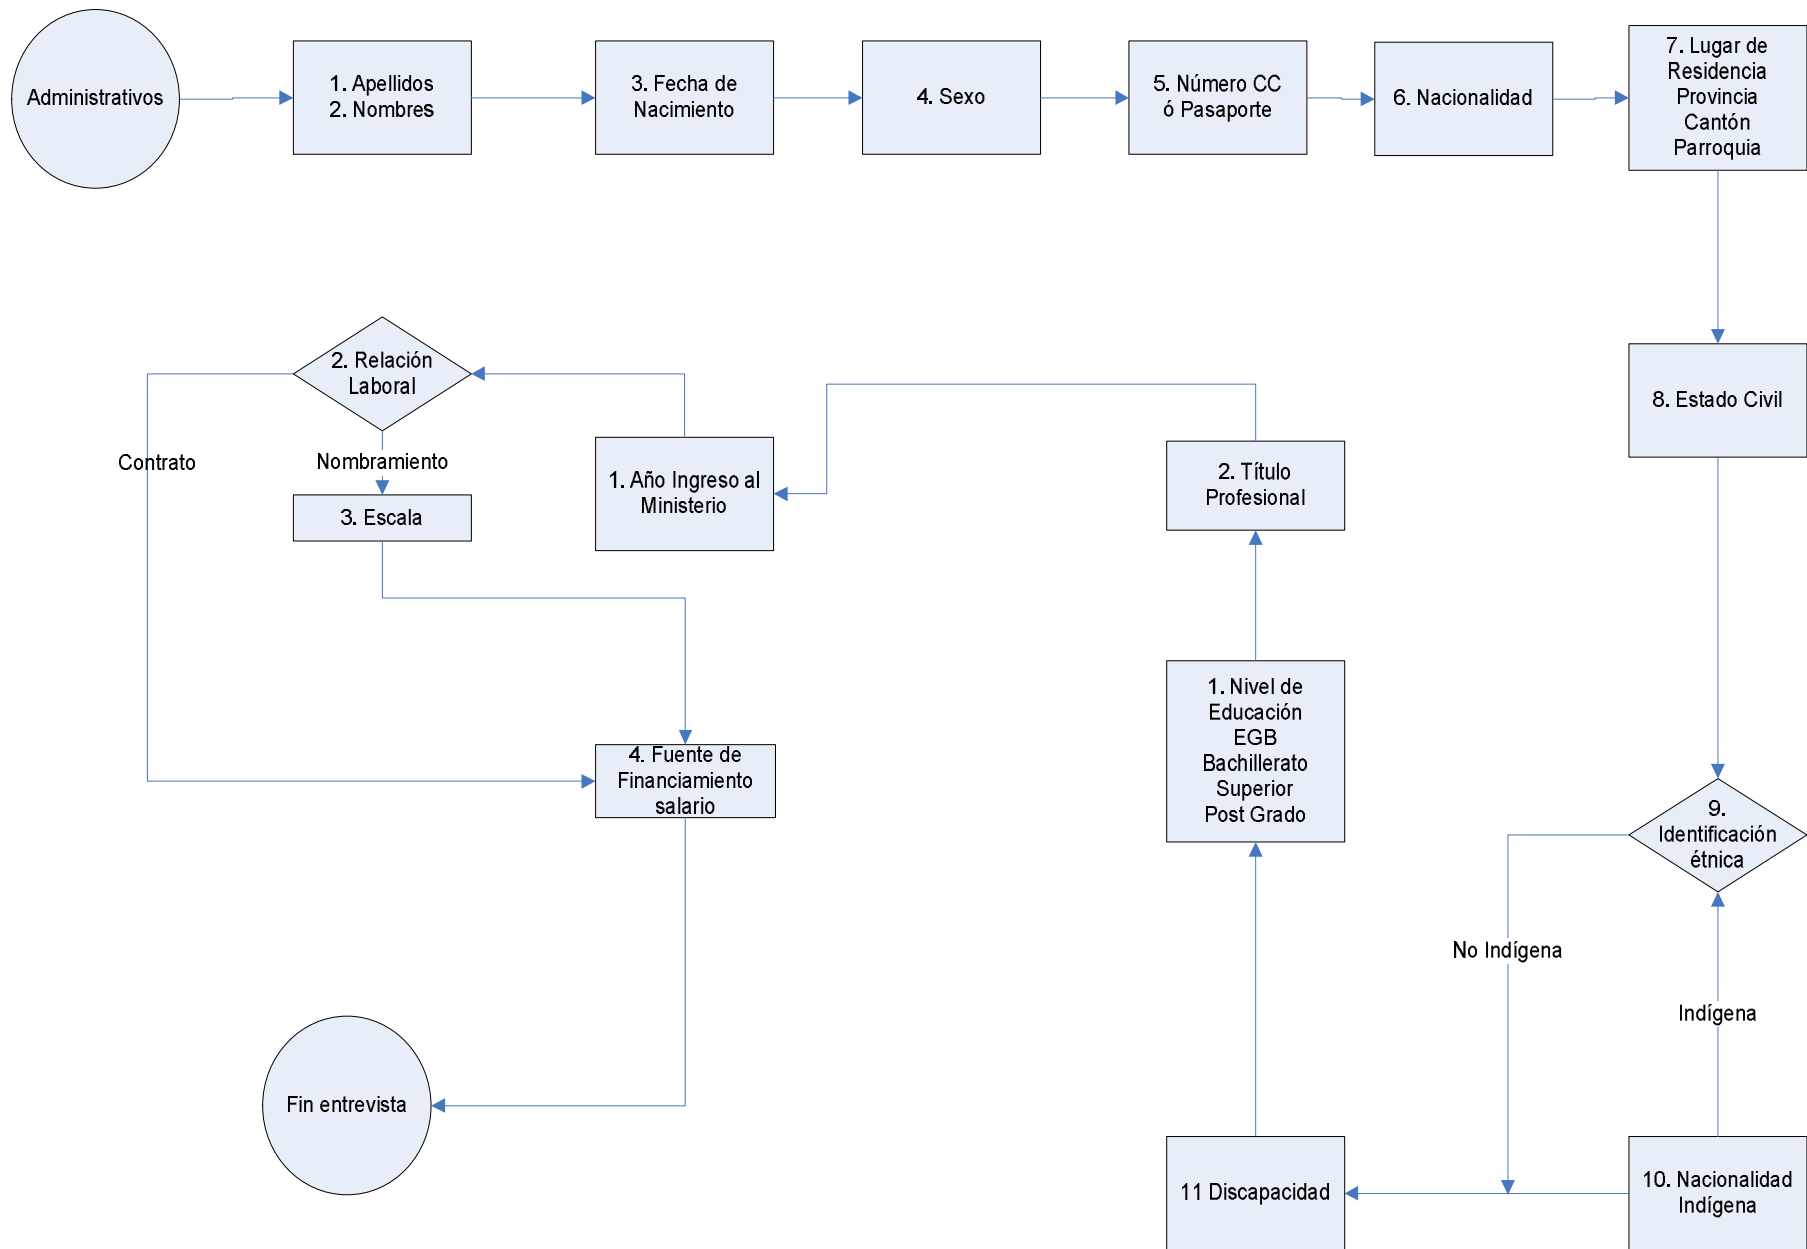 Administrativos
1. Apellidos
2. Nombres
3. Fecha de
Nacimiento
4. Sexo
5. Número CC
ó Pasaporte
6. Nacionalidad
7. Lugar de
Residencia
Provincia
Cantón
Parroquia
8. Estado Civil
9.
Identificación
étnica
No Indígena
Indígena
10. Nacionalidad
Indígena
11 Discapacidad
1. Nivel de
Educación
EGB
Bachillerato
Superior
Post Grado
2. Título
Profesional
1. Año Ingreso al
Ministerio
2. Relación
Laboral
Contrato
Nombramiento
3. Escala
4. Fuente de
Financiamiento
salario
Fin entrevista